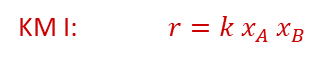 KM I: r = k x_A x_B